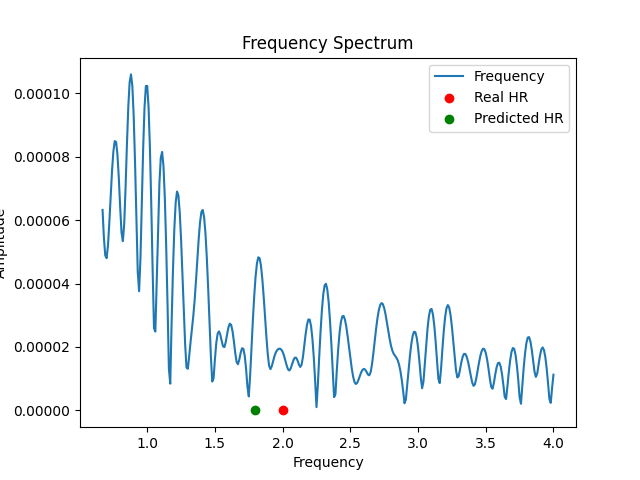 Frequency Spectrum
Frequency
Real HR
Predicted HR
0.00010
0.00008
0.00006
0.00004
0.00002
0.00000
Amplitude
1.0 1.5 2.0 2.5 3.0 3.5 4.0
Frequency